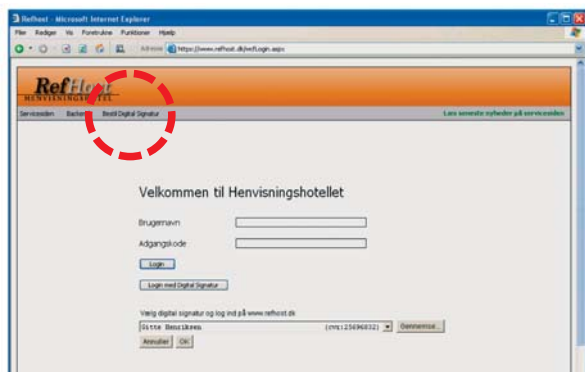 Refhost - Microsoft Internet Explorer
Filer Rediger Vis Foretrukne Funktioner Hjælp
Adresse https://www.refhost.dk/ref/Login.aspx
RefHost
HENVISNINGSHOTEL
Servicesiden Bestil Digital Signatur Læs seneste nyheder på servicesiden
Velkommen til Henvisningshotellet
Brugernavn
Adgangskode
Login
Login med Digital Signatur
Vælg digital signatur og log ind på www.refhost.dk
Gitte Henriksen (cvr:25696832) Gennemse...
Annuller OK